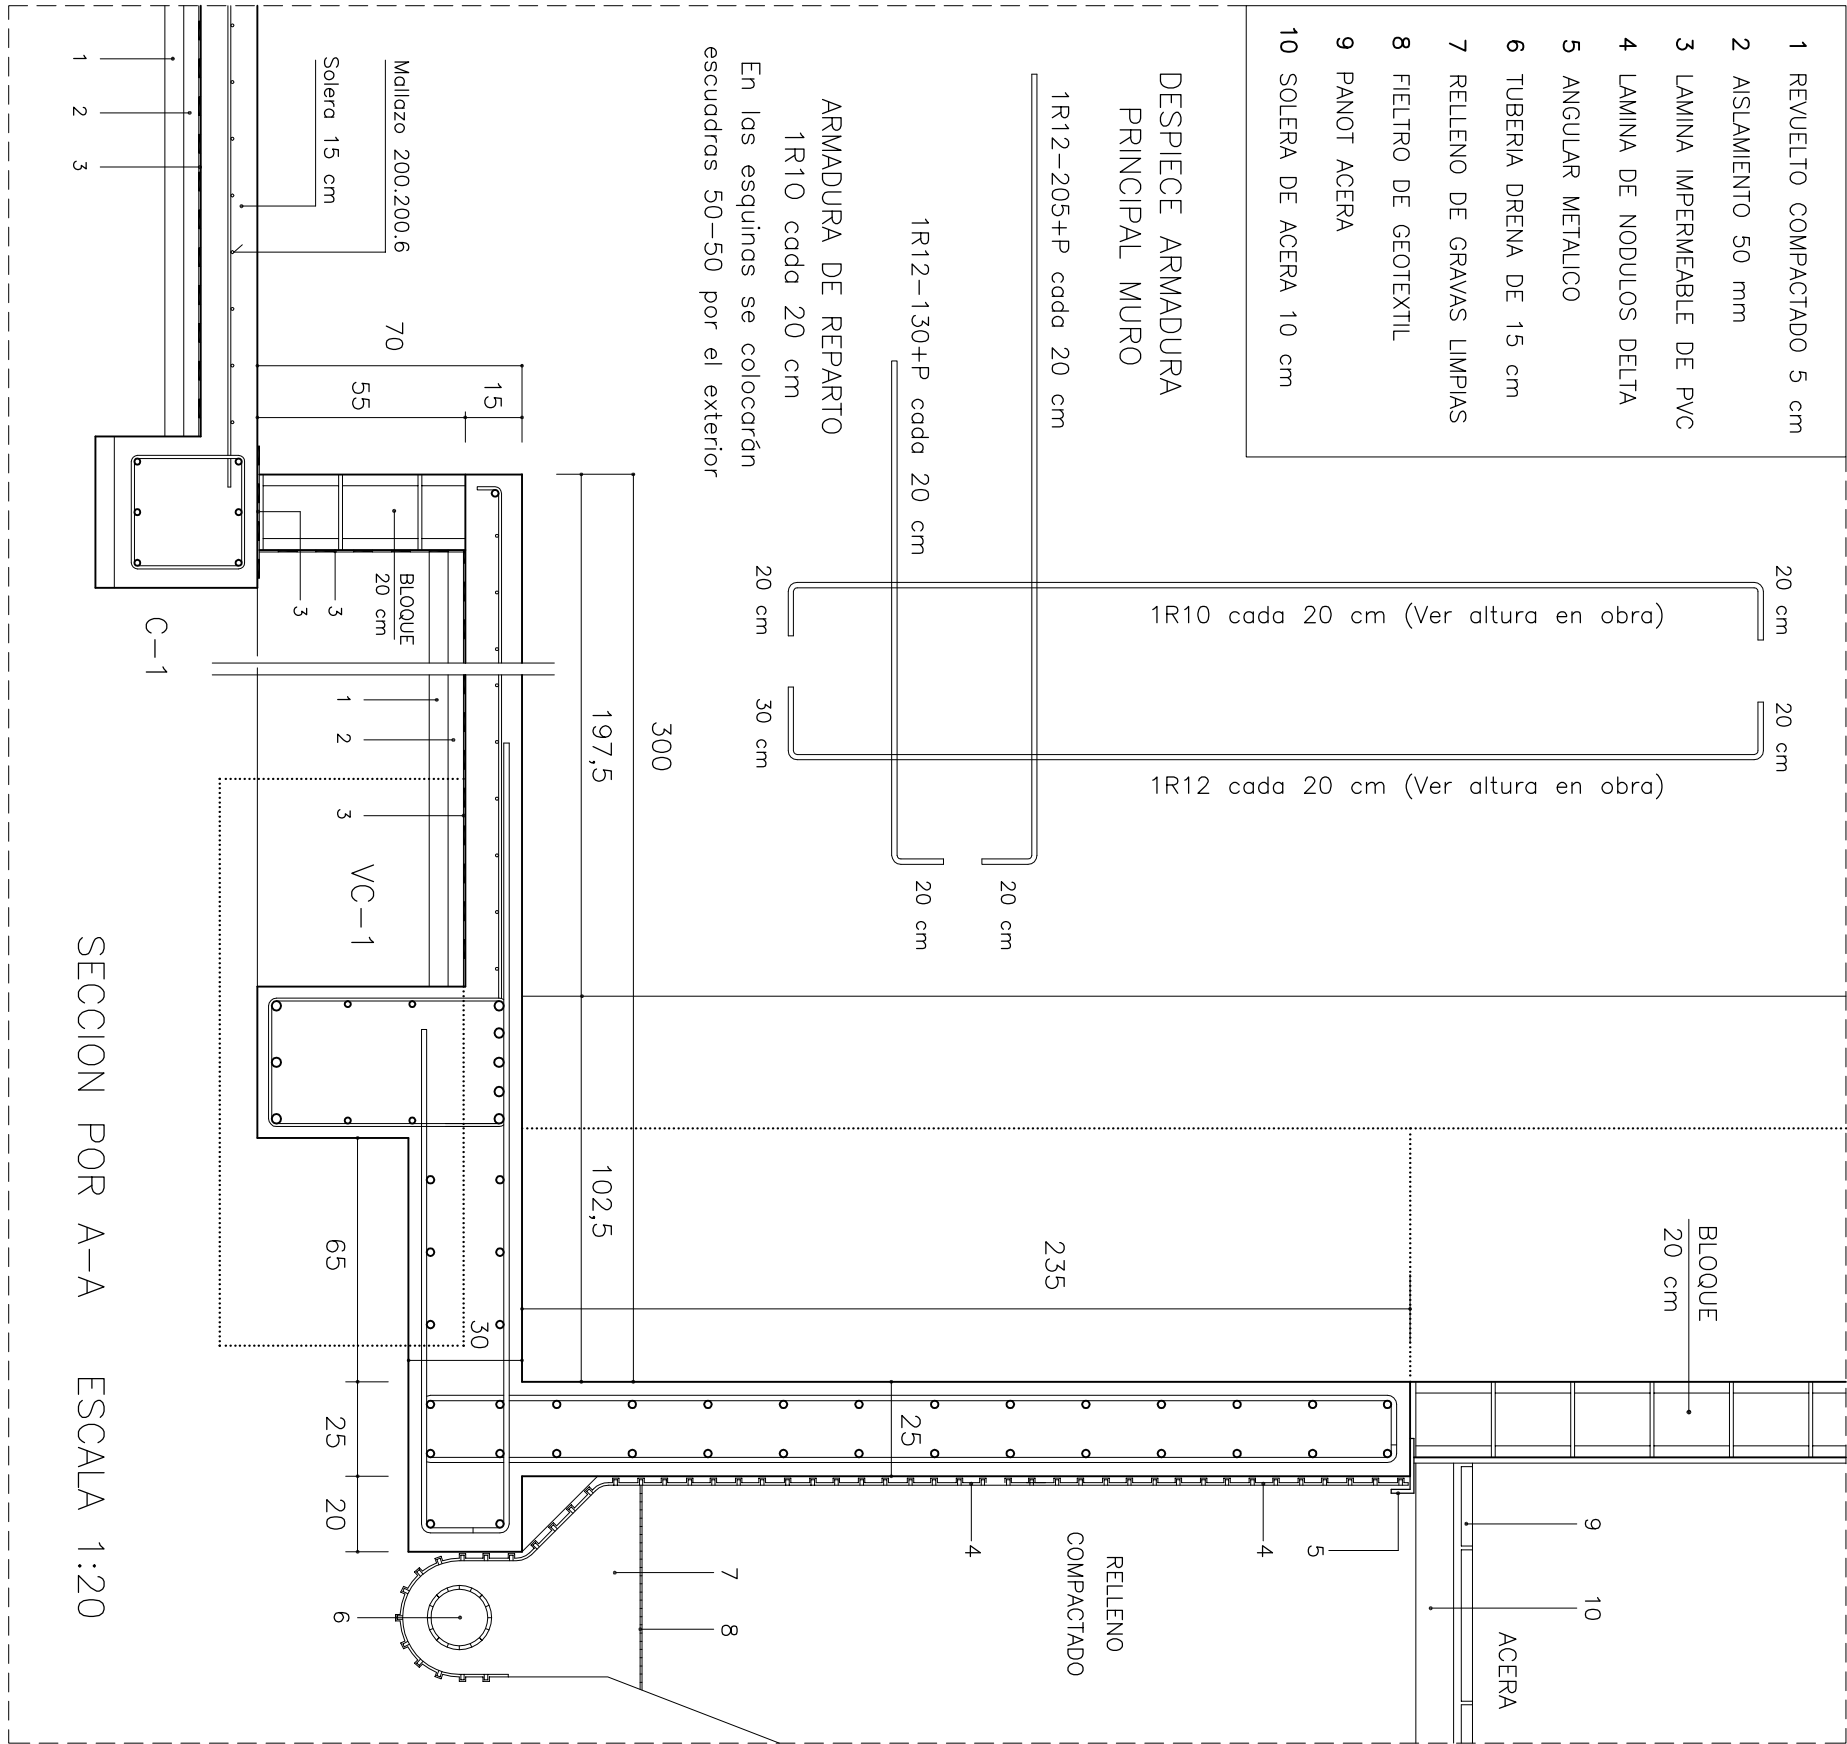 1 REVUELTO COMPACTADO 5 cm
2 AISLAMIENTO 50 mm
3 LAMINA IMPERMEABLE DE PVC
4 LAMINA DE NODULOS DELTA
5 ANGULAR METALICO
6 TUBERIA DRENA DE 15 cm
7 RELLENO DE GRAVAS LIMPIAS
8 FIELTRO DE GEOTEXTIL
9 PANOT ACERA
10 SOLERA DE ACERA 10 cm
DESPIECE ARMADURA
PRINCIPAL MURO
1R12-205+P cada 20 cm
1R12-130+P cada 20 cm
ARMADURA DE REPARTO
1R10 cada 20 cm
En las esquinas se colocarán
escuadras 50-50 por el exterior
20 cm
1R10 cada 20 cm (Ver altura en obra)
20 cm
20 cm
30 cm
1R12 cada 20 cm (Ver altura en obra)
20 cm
20 cm
BLOQUE
20 cm
9
10
ACERA
5
4
4
RELLENO
COMPACTADO
235
25
7
8
300
197,5
102,5
Mallazo 200.200.6
Solera 15 cm
70
15
55
BLOQUE
20 cm
3
3
1
2
3
VC-1
30
65
25
20
6
1
2
3
C-1
SECCION POR A-A ESCALA 1:20